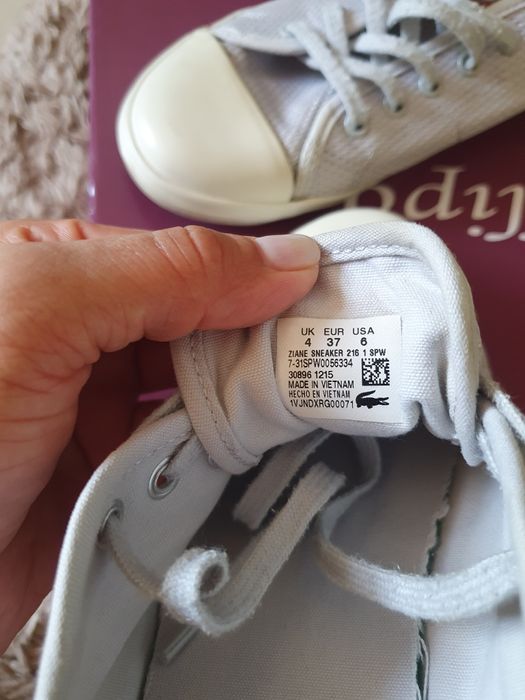 UK EUR USA
4 37 6
ZIANE SNEAKER 216 1 SPW
7-31SPW0056334
30896 1215
MADE IN VIETNAM
HECHO EN VIETNAM
1VJNDXRG00071